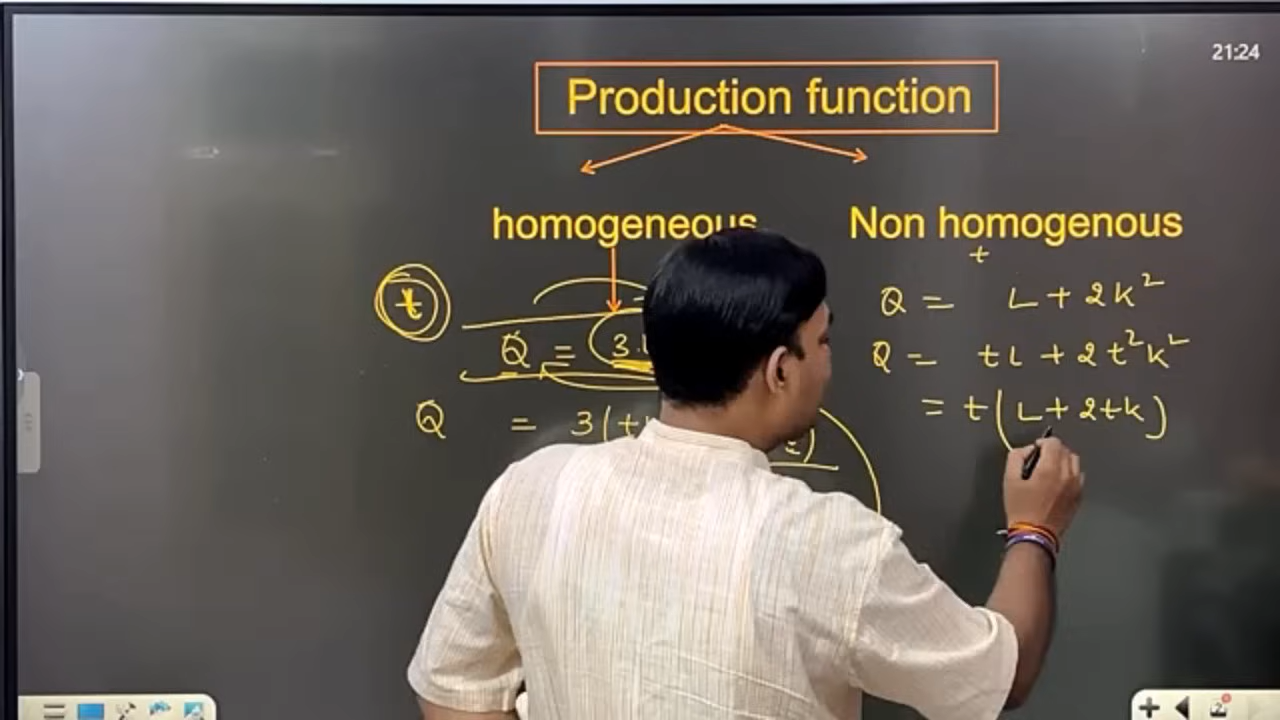 21:24
Production function
homogeneous
Non homogenous
t
t
Q = L + 2K²
Q = 3.
Q = tL + 2t²K²
Q = 3(t
= t(L + 2tK)